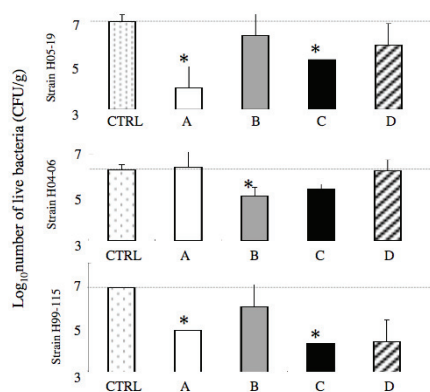 Log10number of live bacteria (CFU/g)
Strain H05-19
7
*
*
5
3
CTRL A B C D
Strain H04-06
7
*
5
3
CTRL A B C D
Strain H99-115
7
*
*
5
3
CTRL A B C D